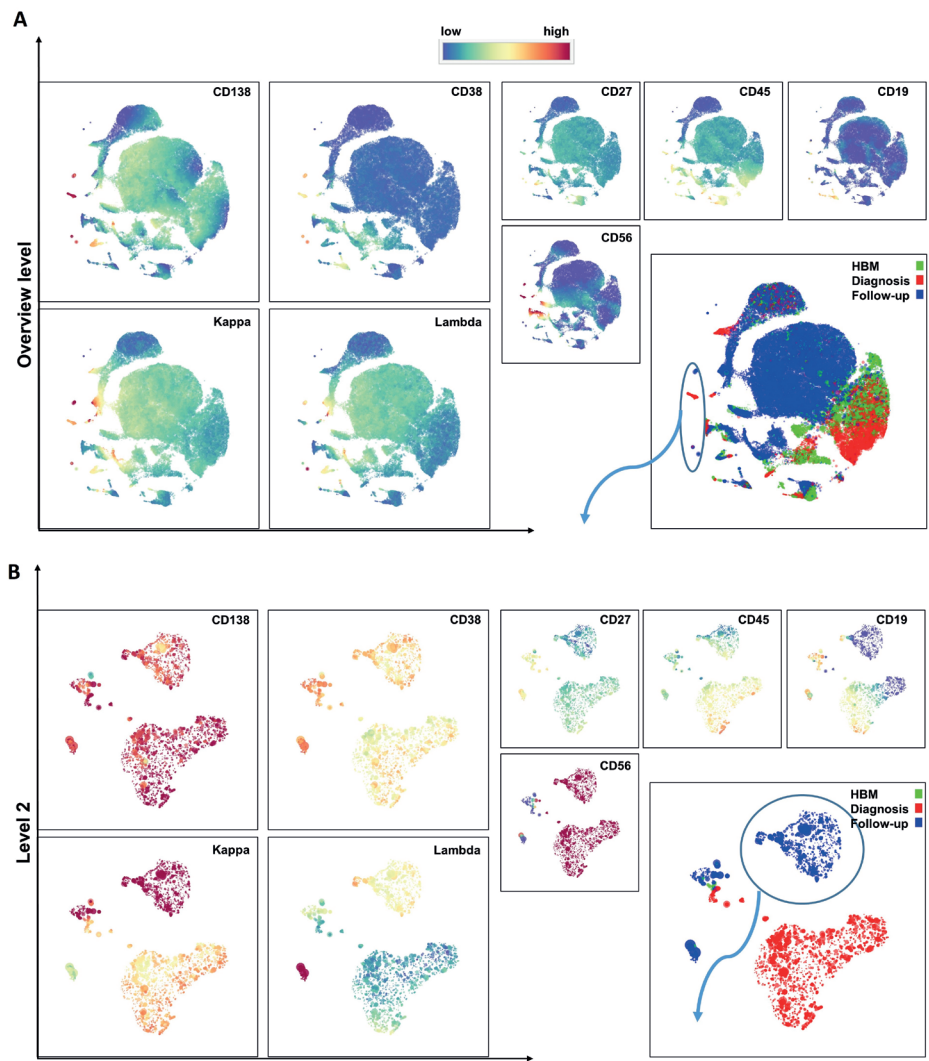 A
low high
Overview level
CD138
CD38
CD27
CD45
CD19
CD56
Kappa
Lambda
HBM
Diagnosis
Follow-up
B
Level 2
CD138
CD38
CD27
CD45
CD19
CD56
Kappa
Lambda
HBM
Diagnosis
Follow-up